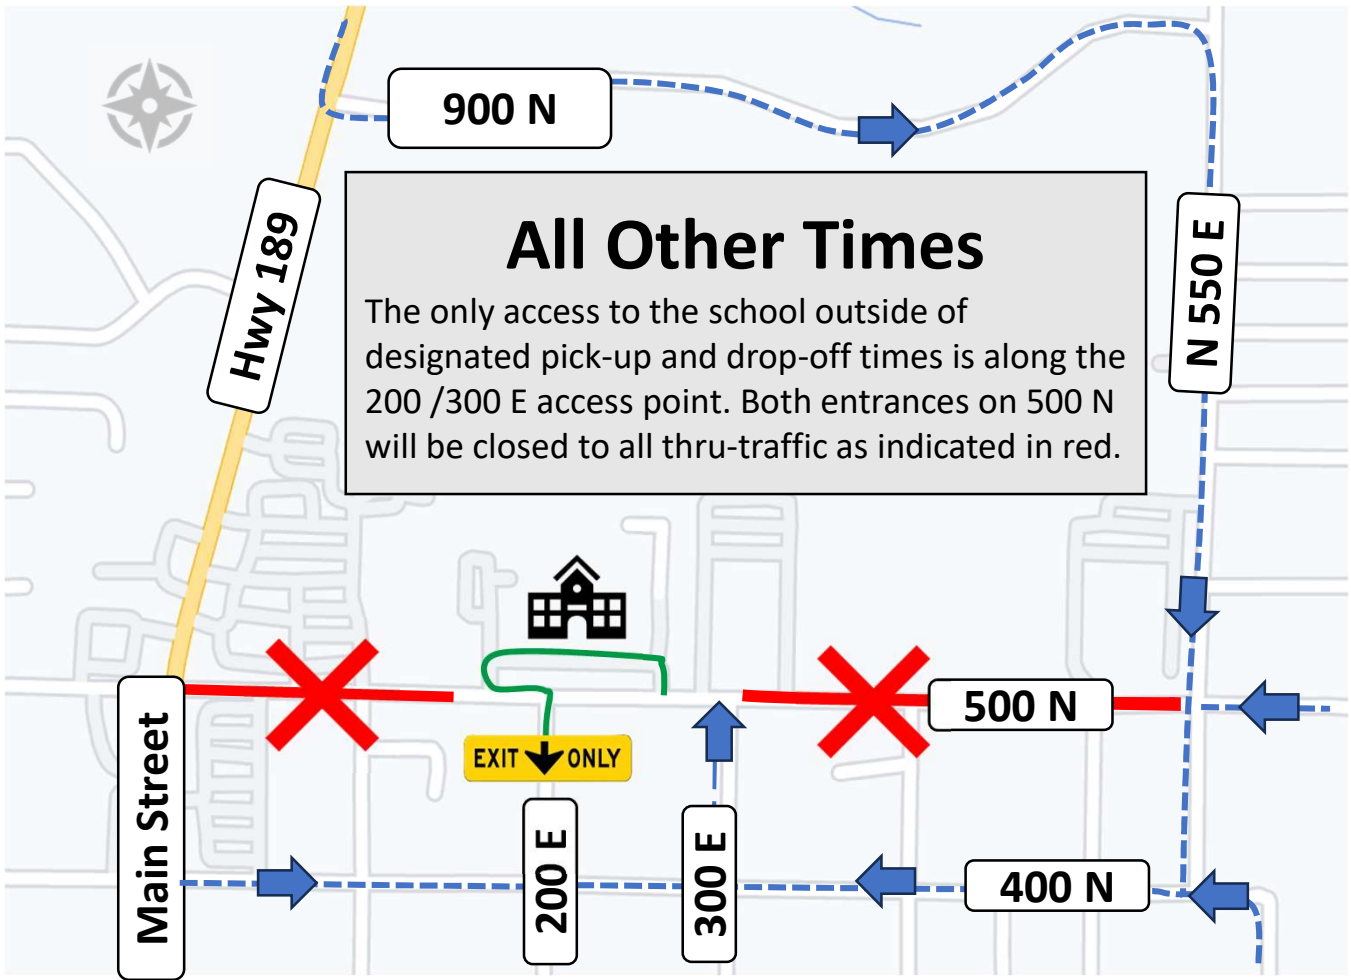 900 N
Hwy 189
All Other Times
The only access to the school outside of
designated pick-up and drop-off times is along the
200 /300 E access point. Both entrances on 500 N
will be closed to all thru-traffic as indicated in red.
N 550 E
500 N
EXIT ONLY
Main Street
200 E
300 E
400 N